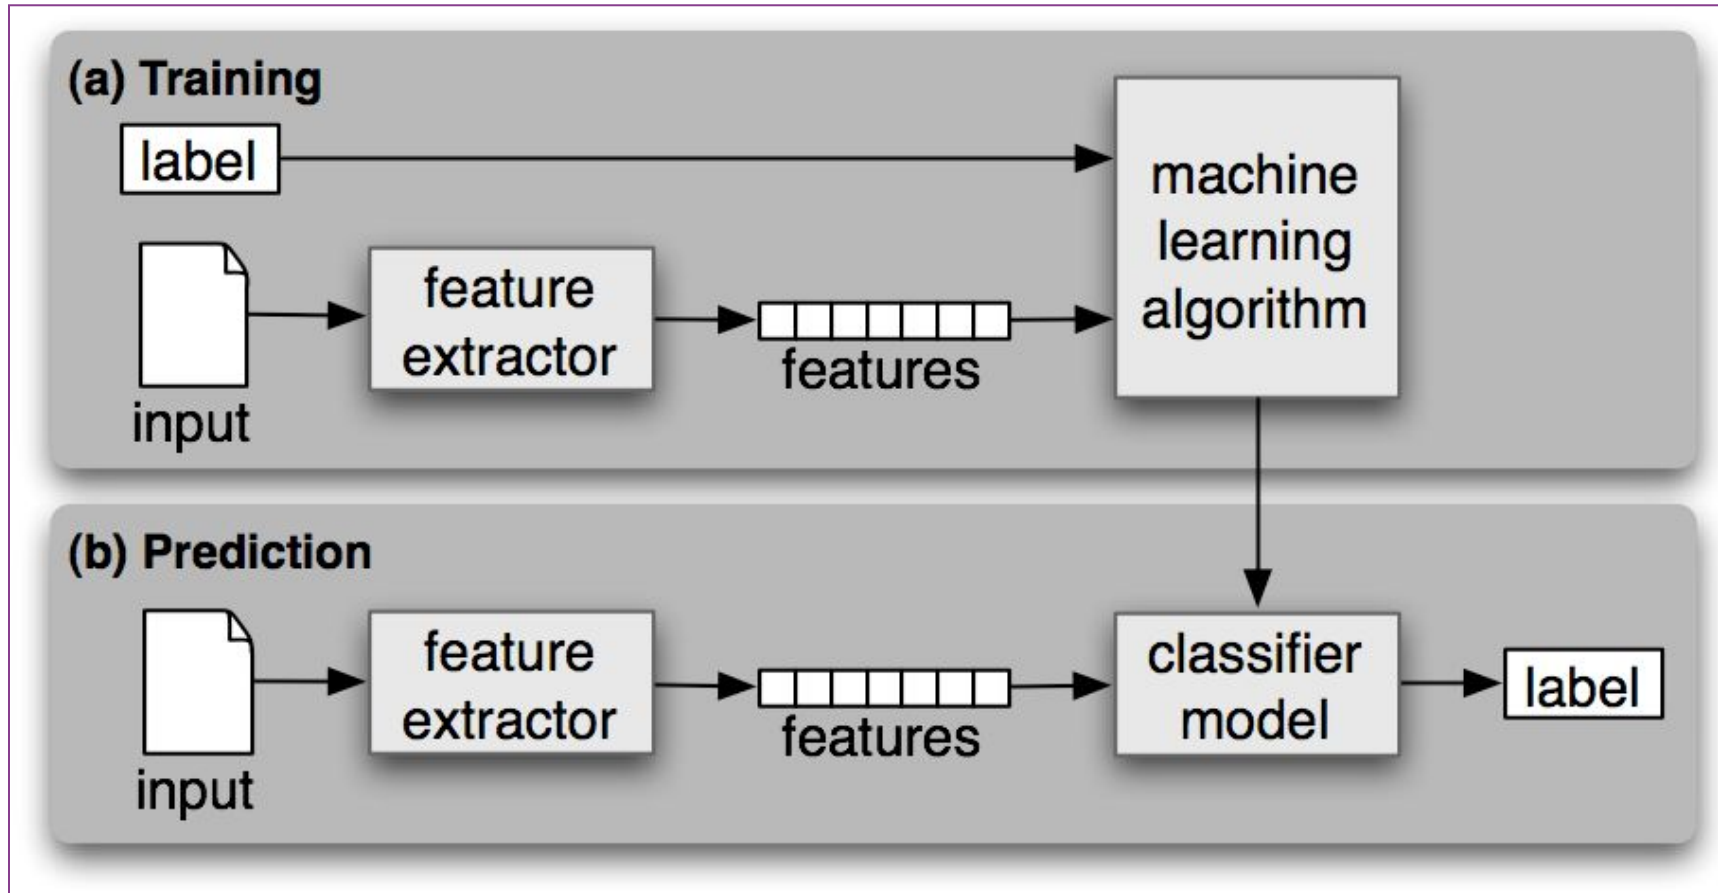 (a) Training
label
machine
learning
algorithm
feature
extractor
features
input
(b) Prediction
feature
extractor
features
classifier
model
label
input